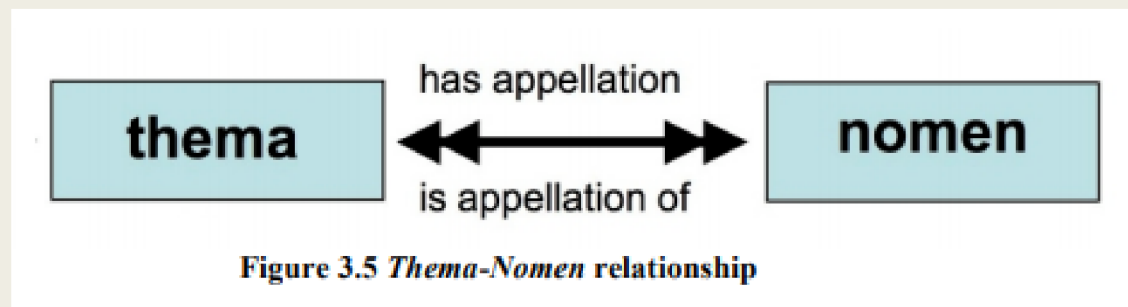 has appellation
thema
nomen
is appellation of
Figure 3.5 Thema-Nomen relationship